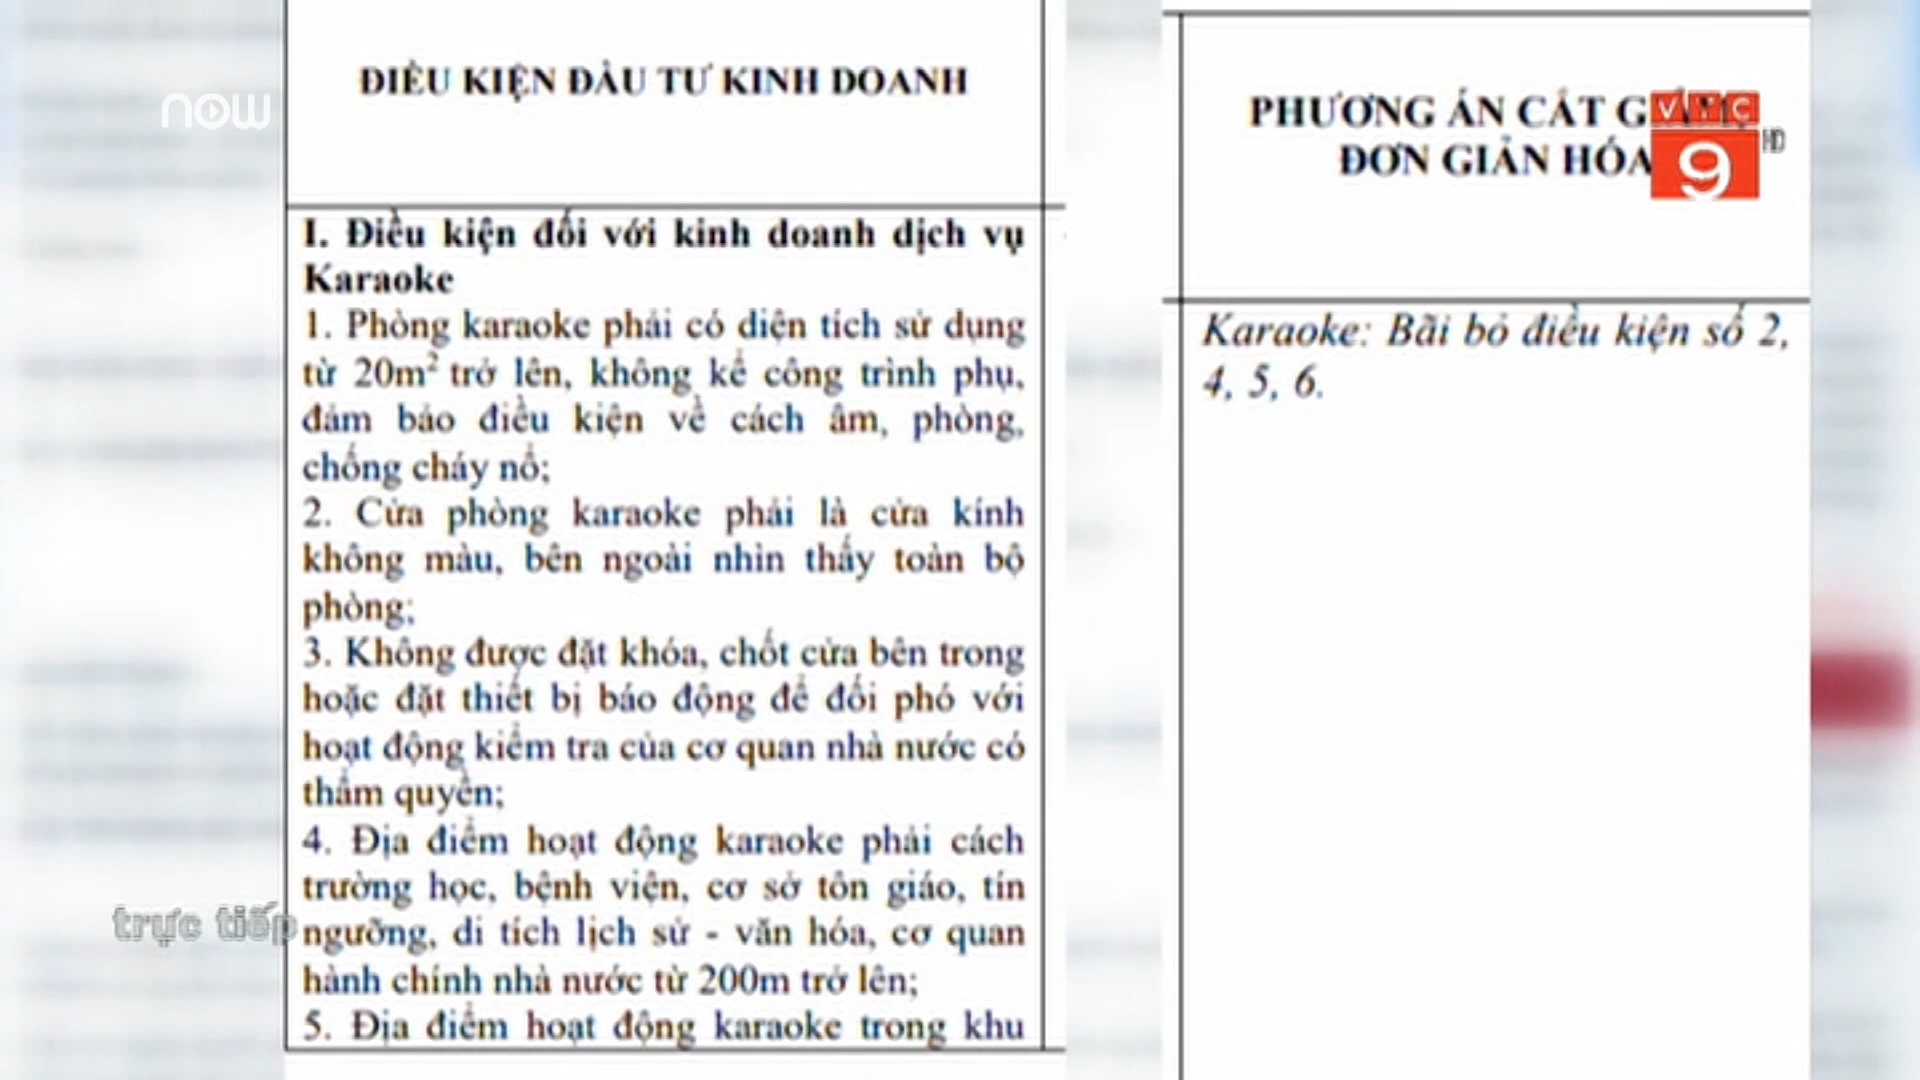 now
ĐIỀU KIỆN ĐẦU TƯ KINH DOANH
I. Điều kiện đối với kinh doanh dịch vụ
Karaoke
1. Phòng karaoke phải có diện tích sử dụng
từ 20m² trở lên, không kể công trình phụ,
đảm bảo điều kiện về cách âm, phòng,
chống cháy nổ;
2. Cửa phòng karaoke phải là cửa kính
không màu, bên ngoài nhìn thấy toàn bộ
phòng;
3. Không được đặt khóa, chốt cửa bên trong
hoặc đặt thiết bị báo động để đối phó với
hoạt động kiểm tra của cơ quan nhà nước có
thẩm quyền;
4. Địa điểm hoạt động karaoke phải cách
trường học, bệnh viện, cơ sở tôn giáo, tín
ngưỡng, di tích lịch sử - văn hóa, cơ quan
hành chính nhà nước từ 200m trở lên;
5. Địa điểm hoạt động karaoke trong khu
trực tiếp
PHƯƠNG ÁN CẮT
ĐƠN GIẢN HÓA
VTC
9
HD
Karaoke: Bãi bỏ điều kiện số 2,
4, 5, 6.